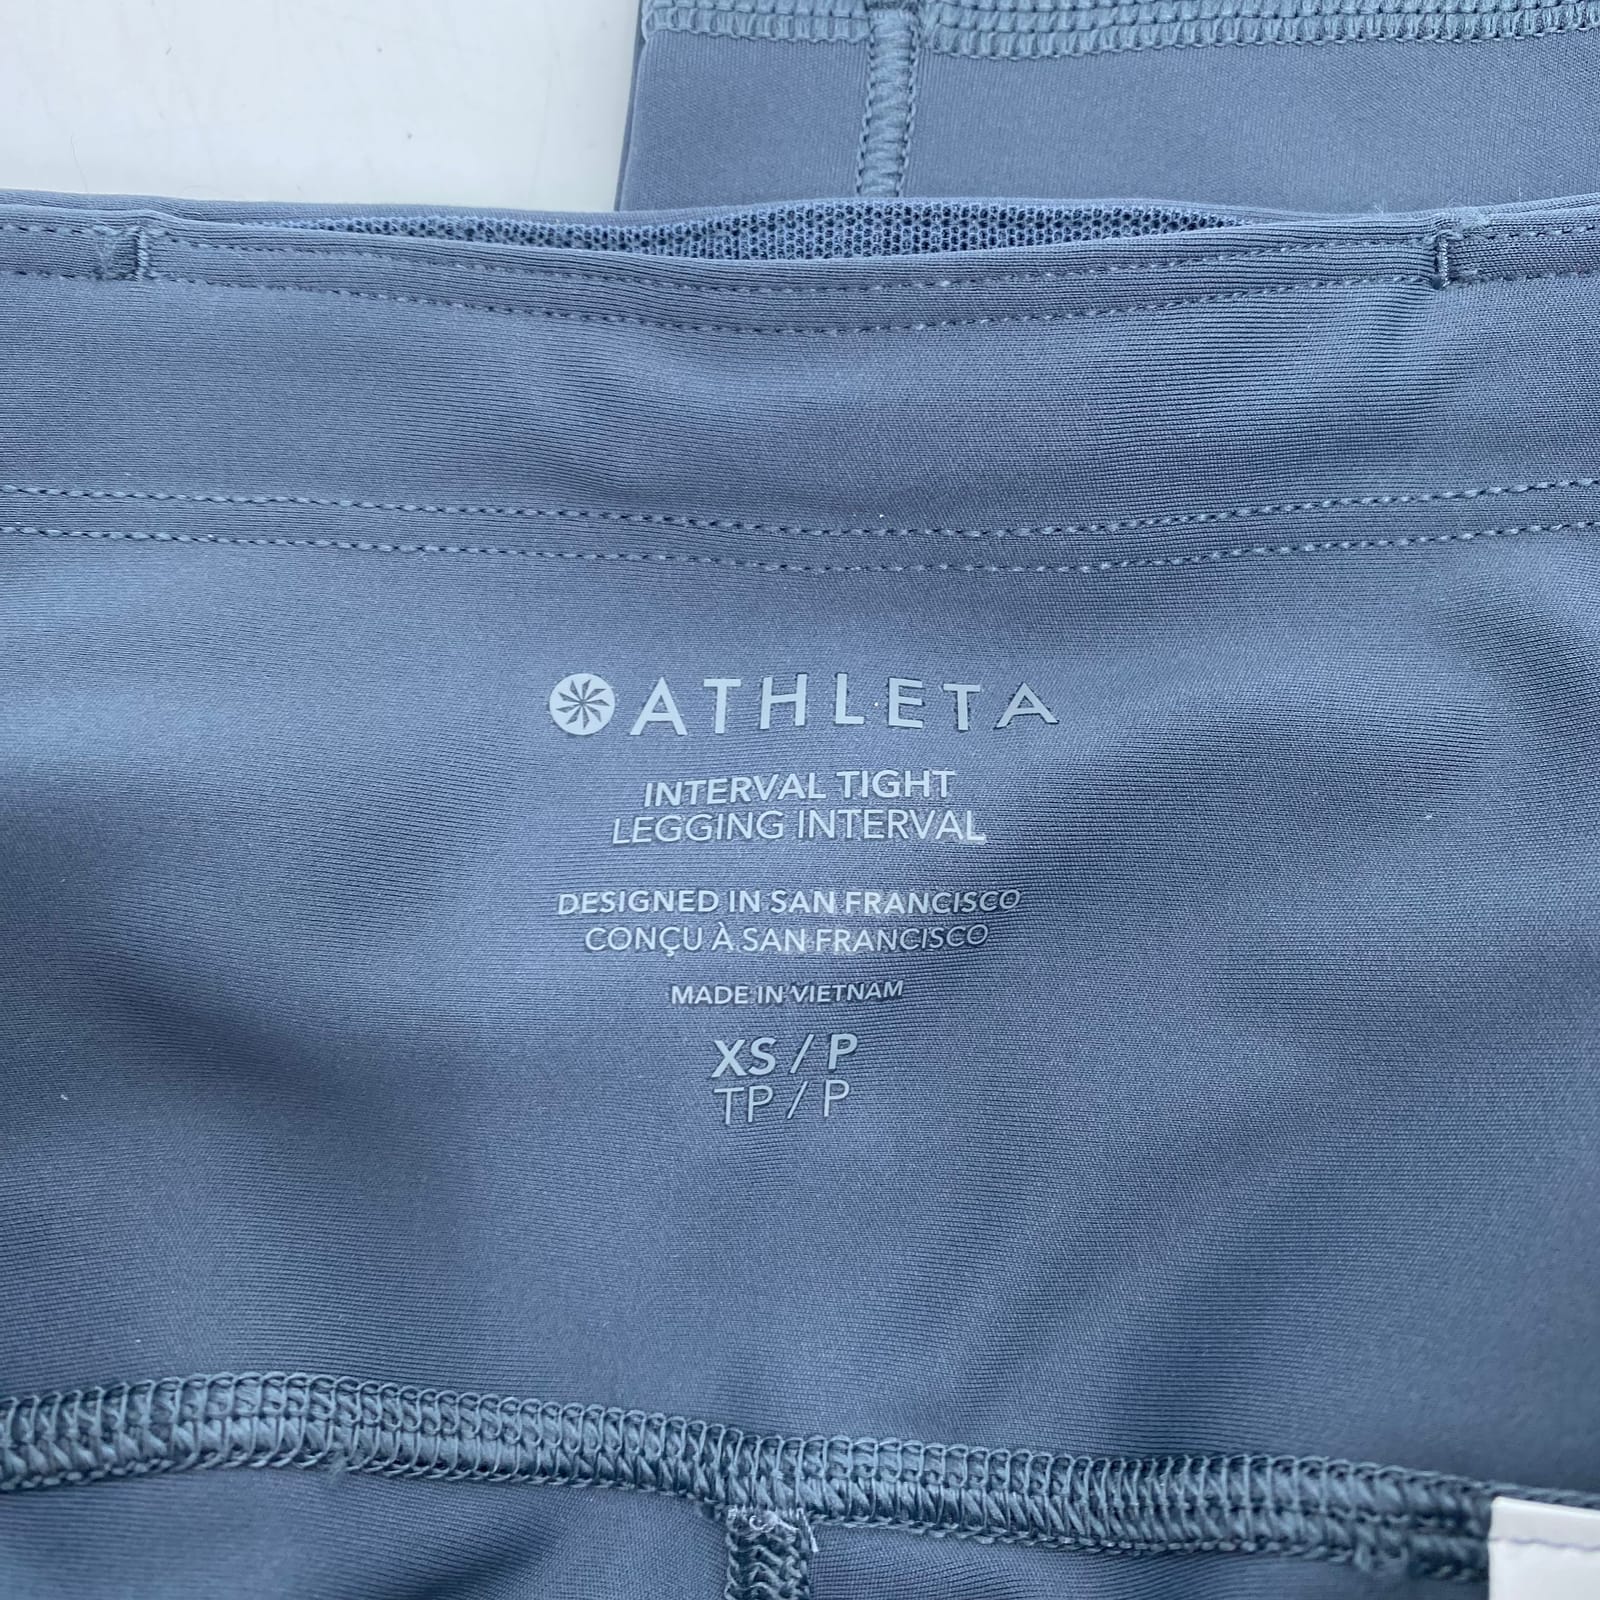 ATHLETA
INTERVAL TIGHT
LEGGING INTERVAL
DESIGNED IN SAN FRANCISCO
CONÇU À SAN FRANCISCO
MADE IN VIETNAM
XS / P
TP / P